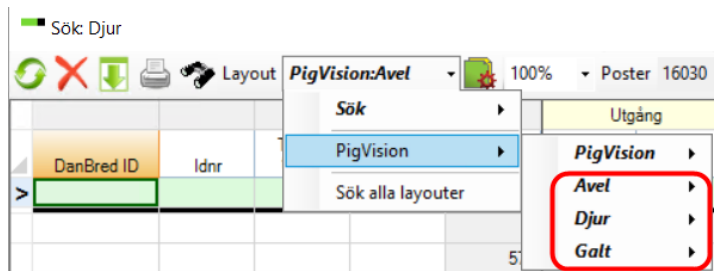 Sök: Djur
Layout PigVision:Avel 100% Poster 16030
Sök
Utgång
PigVision
PigVision
DanBred ID Idnr
Avel
Sök alla layouter
Djur
Galt